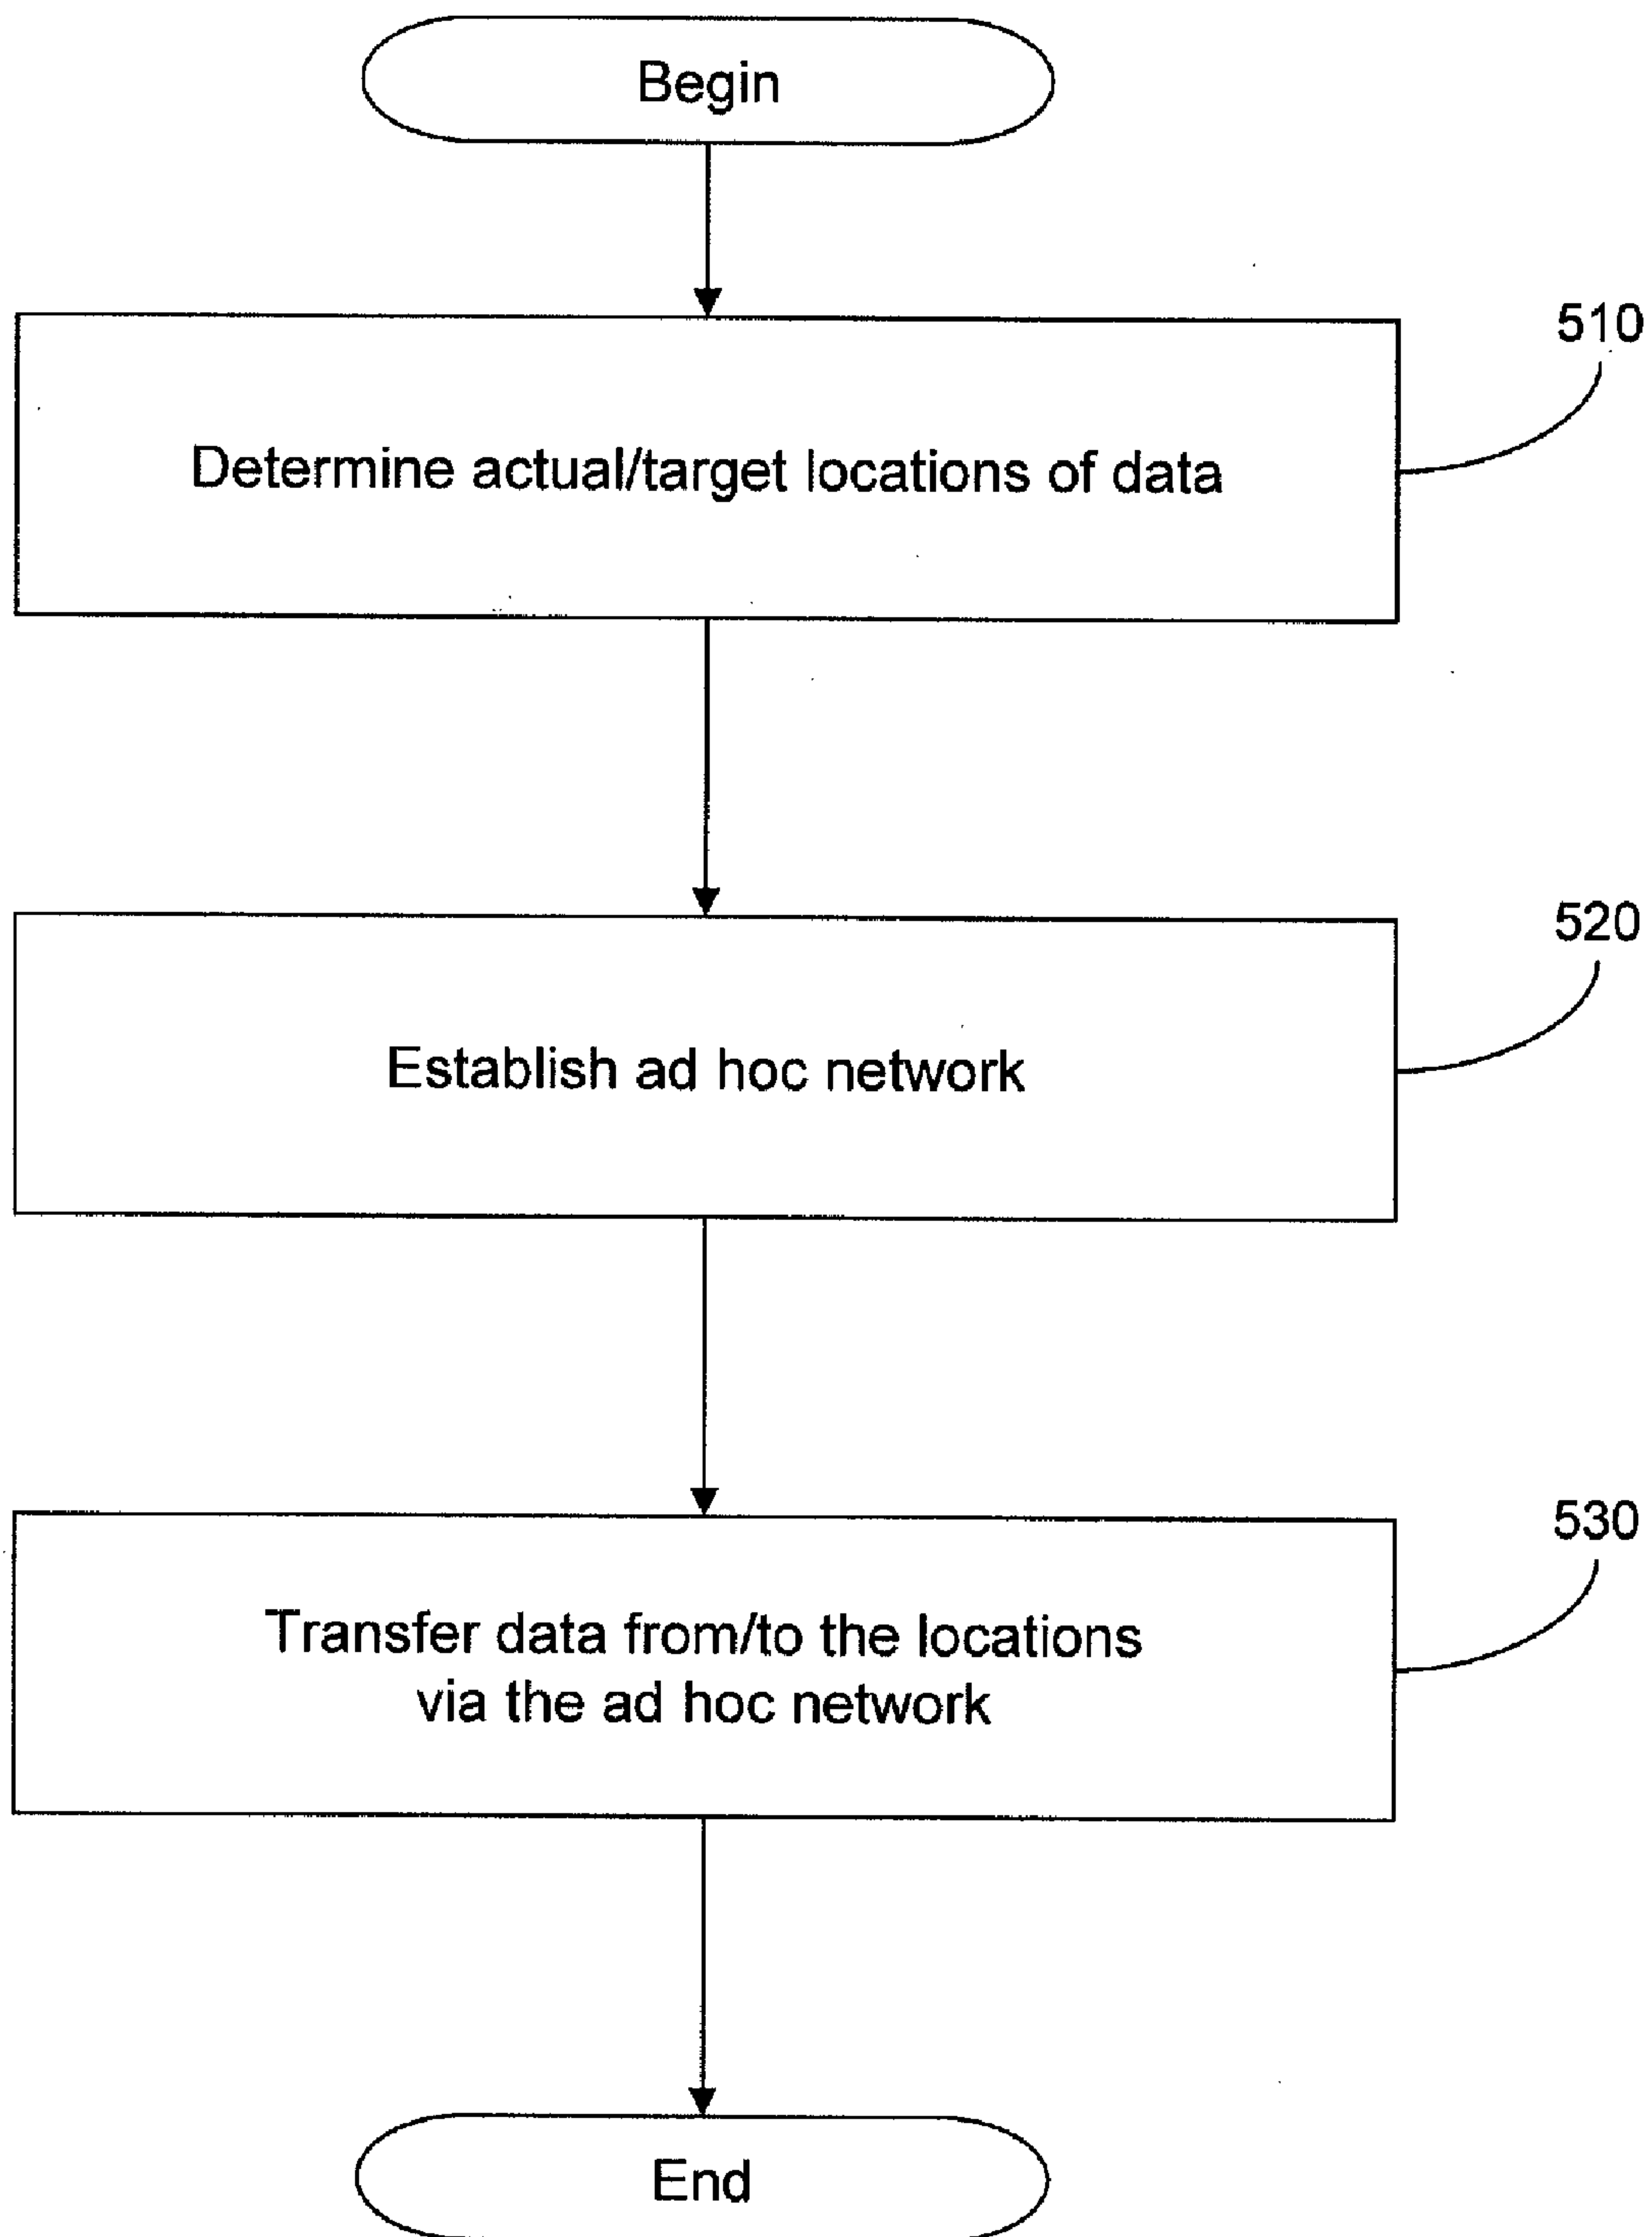 Begin
510
Determine actual/target locations of data
520
Establish ad hoc network
530
Transfer data from/to the locations
via the ad hoc network
End